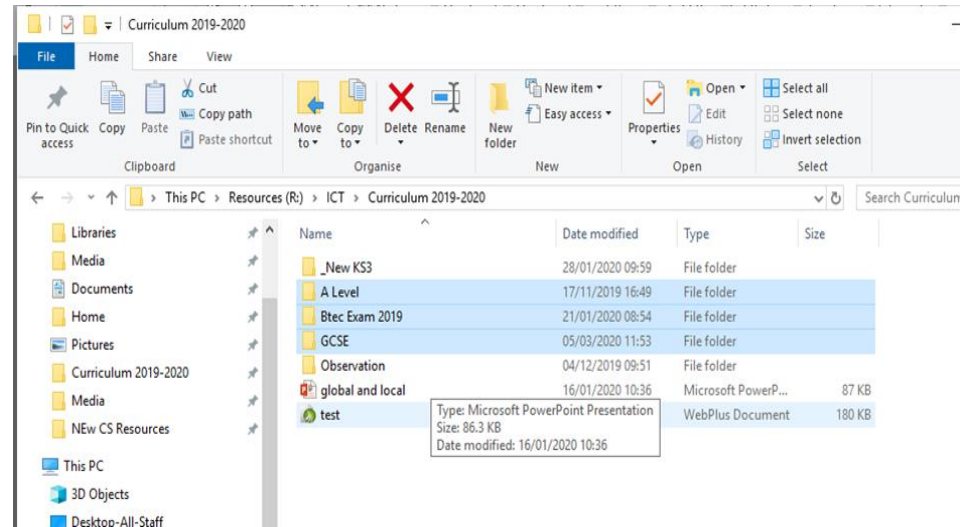 Curriculum 2019-2020
File Home Share View
Pin to Quick access
Copy
Paste
Cut
Copy path
Paste shortcut
Clipboard
Move to
Copy to
Delete
Rename
Organise
New folder
New item
Easy access
New
Properties
Open
Edit
History
Open
Select all
Select none
Invert selection
Select
This PC > Resources (R:) > ICT > Curriculum 2019-2020
Search Curriculum
Libraries
Media
Documents
Home
Pictures
Curriculum 2019-2020
Media
NEw CS Resources
This PC
3D Objects
Desktop-All-Staff
Name Date modified Type Size
_New KS3 28/01/2020 09:59 File folder
A Level 17/11/2019 16:49 File folder
Btec Exam 2019 21/01/2020 08:54 File folder
GCSE 05/03/2020 11:53 File folder
Observation 04/12/2019 09:51 File folder
global and local 16/01/2020 10:36 Microsoft PowerP... 87 KB
test WebPlus Document 180 KB
Type: Microsoft PowerPoint Presentation
Size: 86.3 KB
Date modified: 16/01/2020 10:36